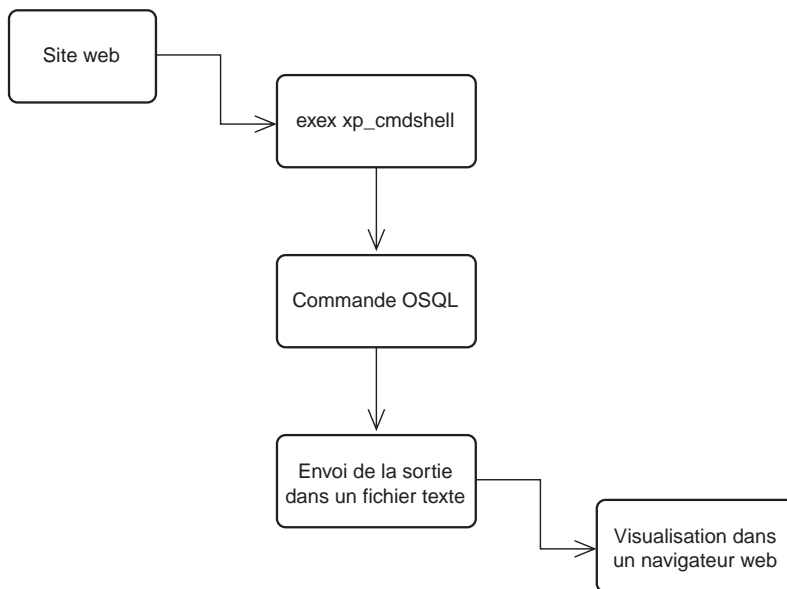 Site web
exex xp_cmdshell
Commande OSQL
Envoi de la sortie
dans un fichier texte
Visualisation dans
un navigateur web